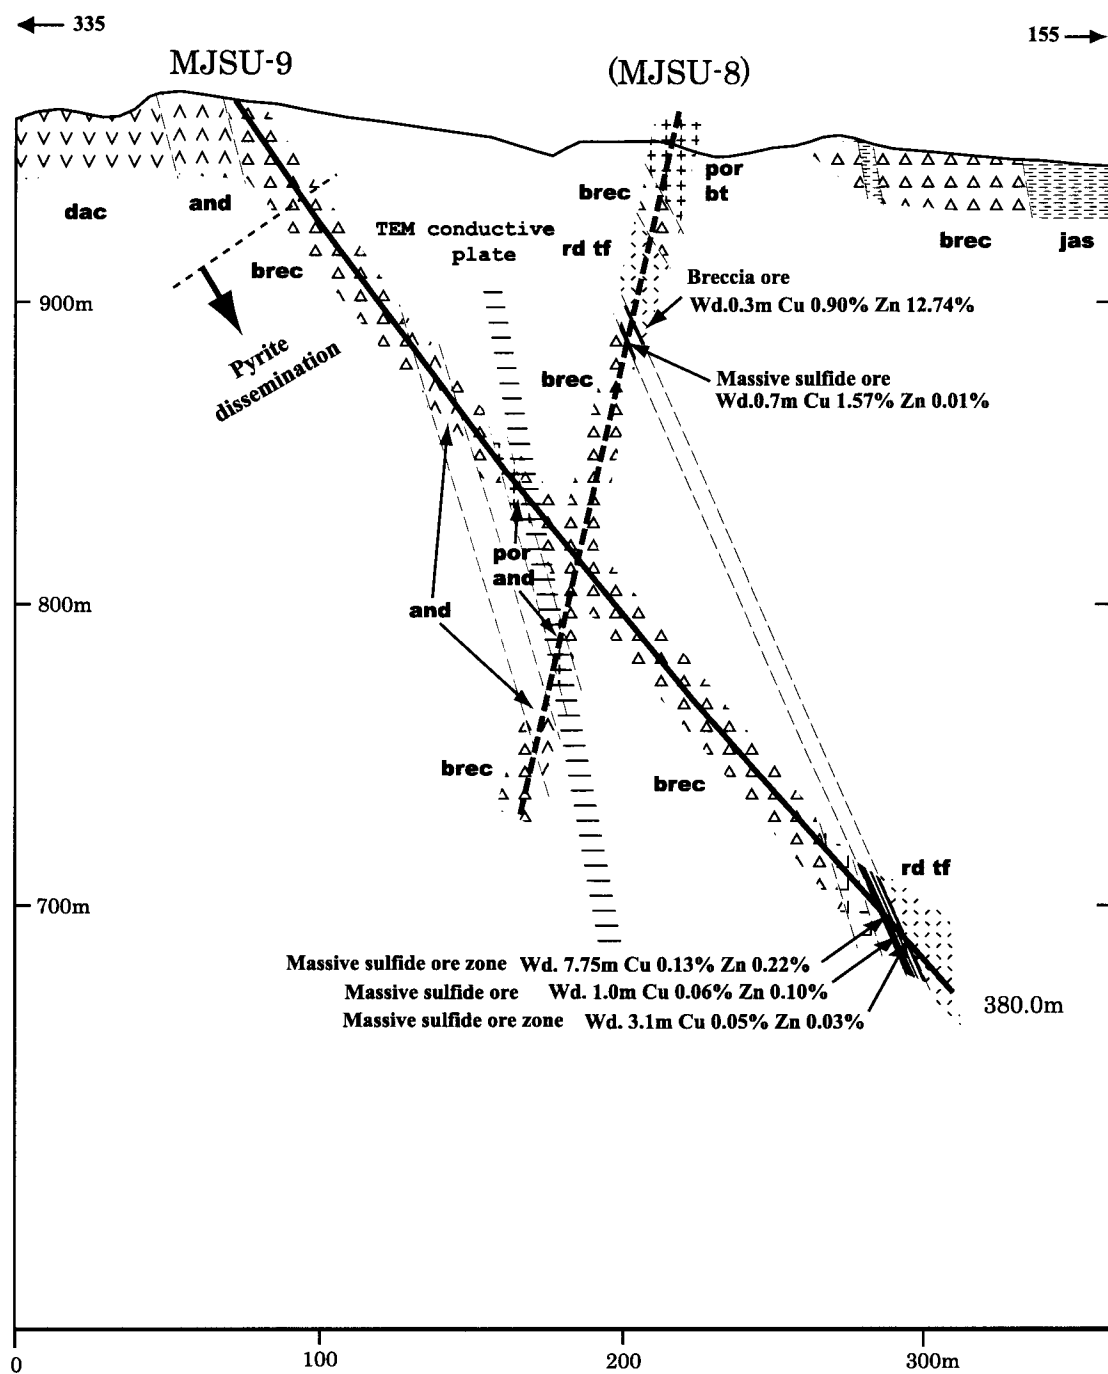 335
155
MJSU-9
(MJSU-8)
por
bt
brec
dac
and
brec
jas
TEM conductive
plate
rd tf
brec
Breccia ore
Wd.0.3m Cu 0.90% Zn 12.74%
900m
Pyrite
dissemination
brec
Massive sulfide ore
Wd.0.7m Cu 1.57% Zn 0.01%
por
and
800m
and
brec
brec
rd tf
700m
Massive sulfide ore zone Wd. 7.75m Cu 0.13% Zn 0.22%
Massive sulfide ore Wd. 1.0m Cu 0.06% Zn 0.10%
Massive sulfide ore zone Wd. 3.1m Cu 0.05% Zn 0.03%
380.0m
0
100
200
300m